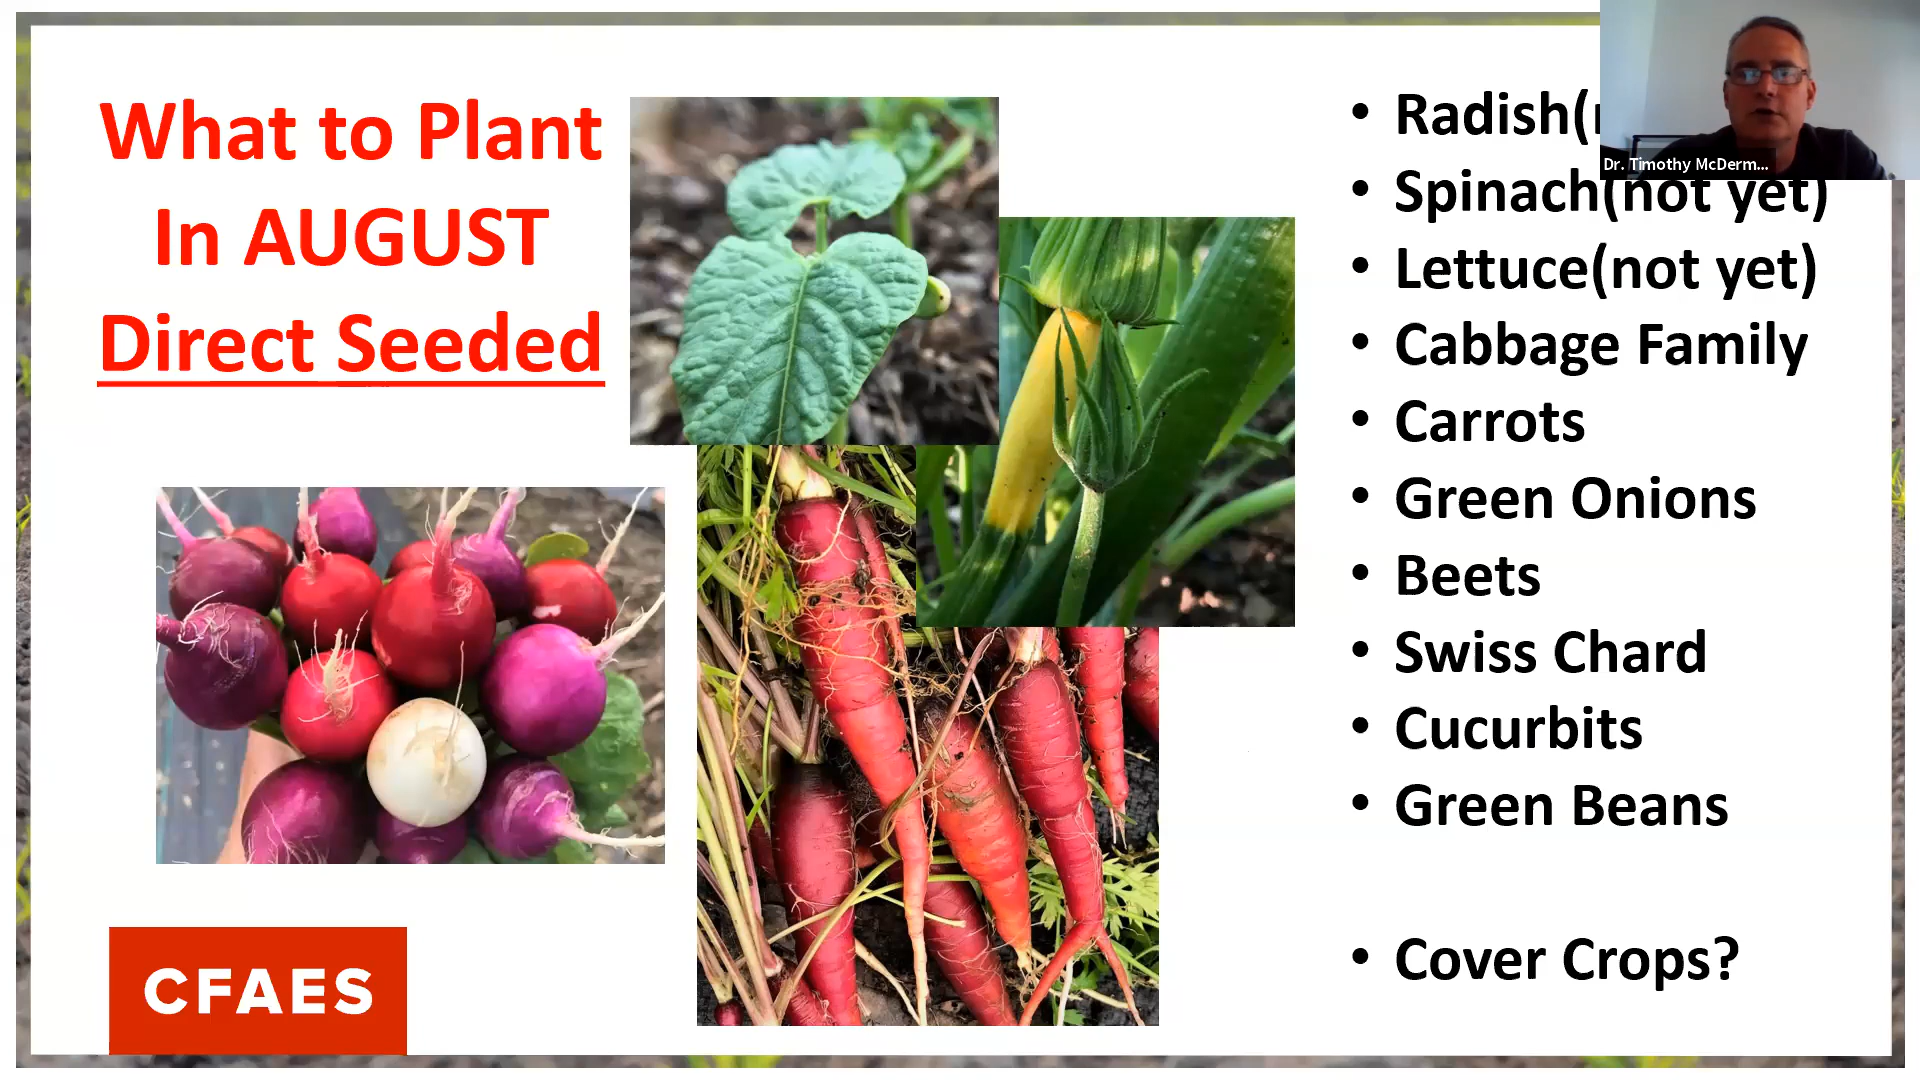 What to Plant
In AUGUST
Direct Seeded
CFAES
• Radish(
• Spinach(not yet)
• Lettuce(not yet)
• Cabbage Family
• Carrots
• Green Onions
• Beets
• Swiss Chard
• Cucurbits
• Green Beans
• Cover Crops?
Dr. Timothy McDerm...